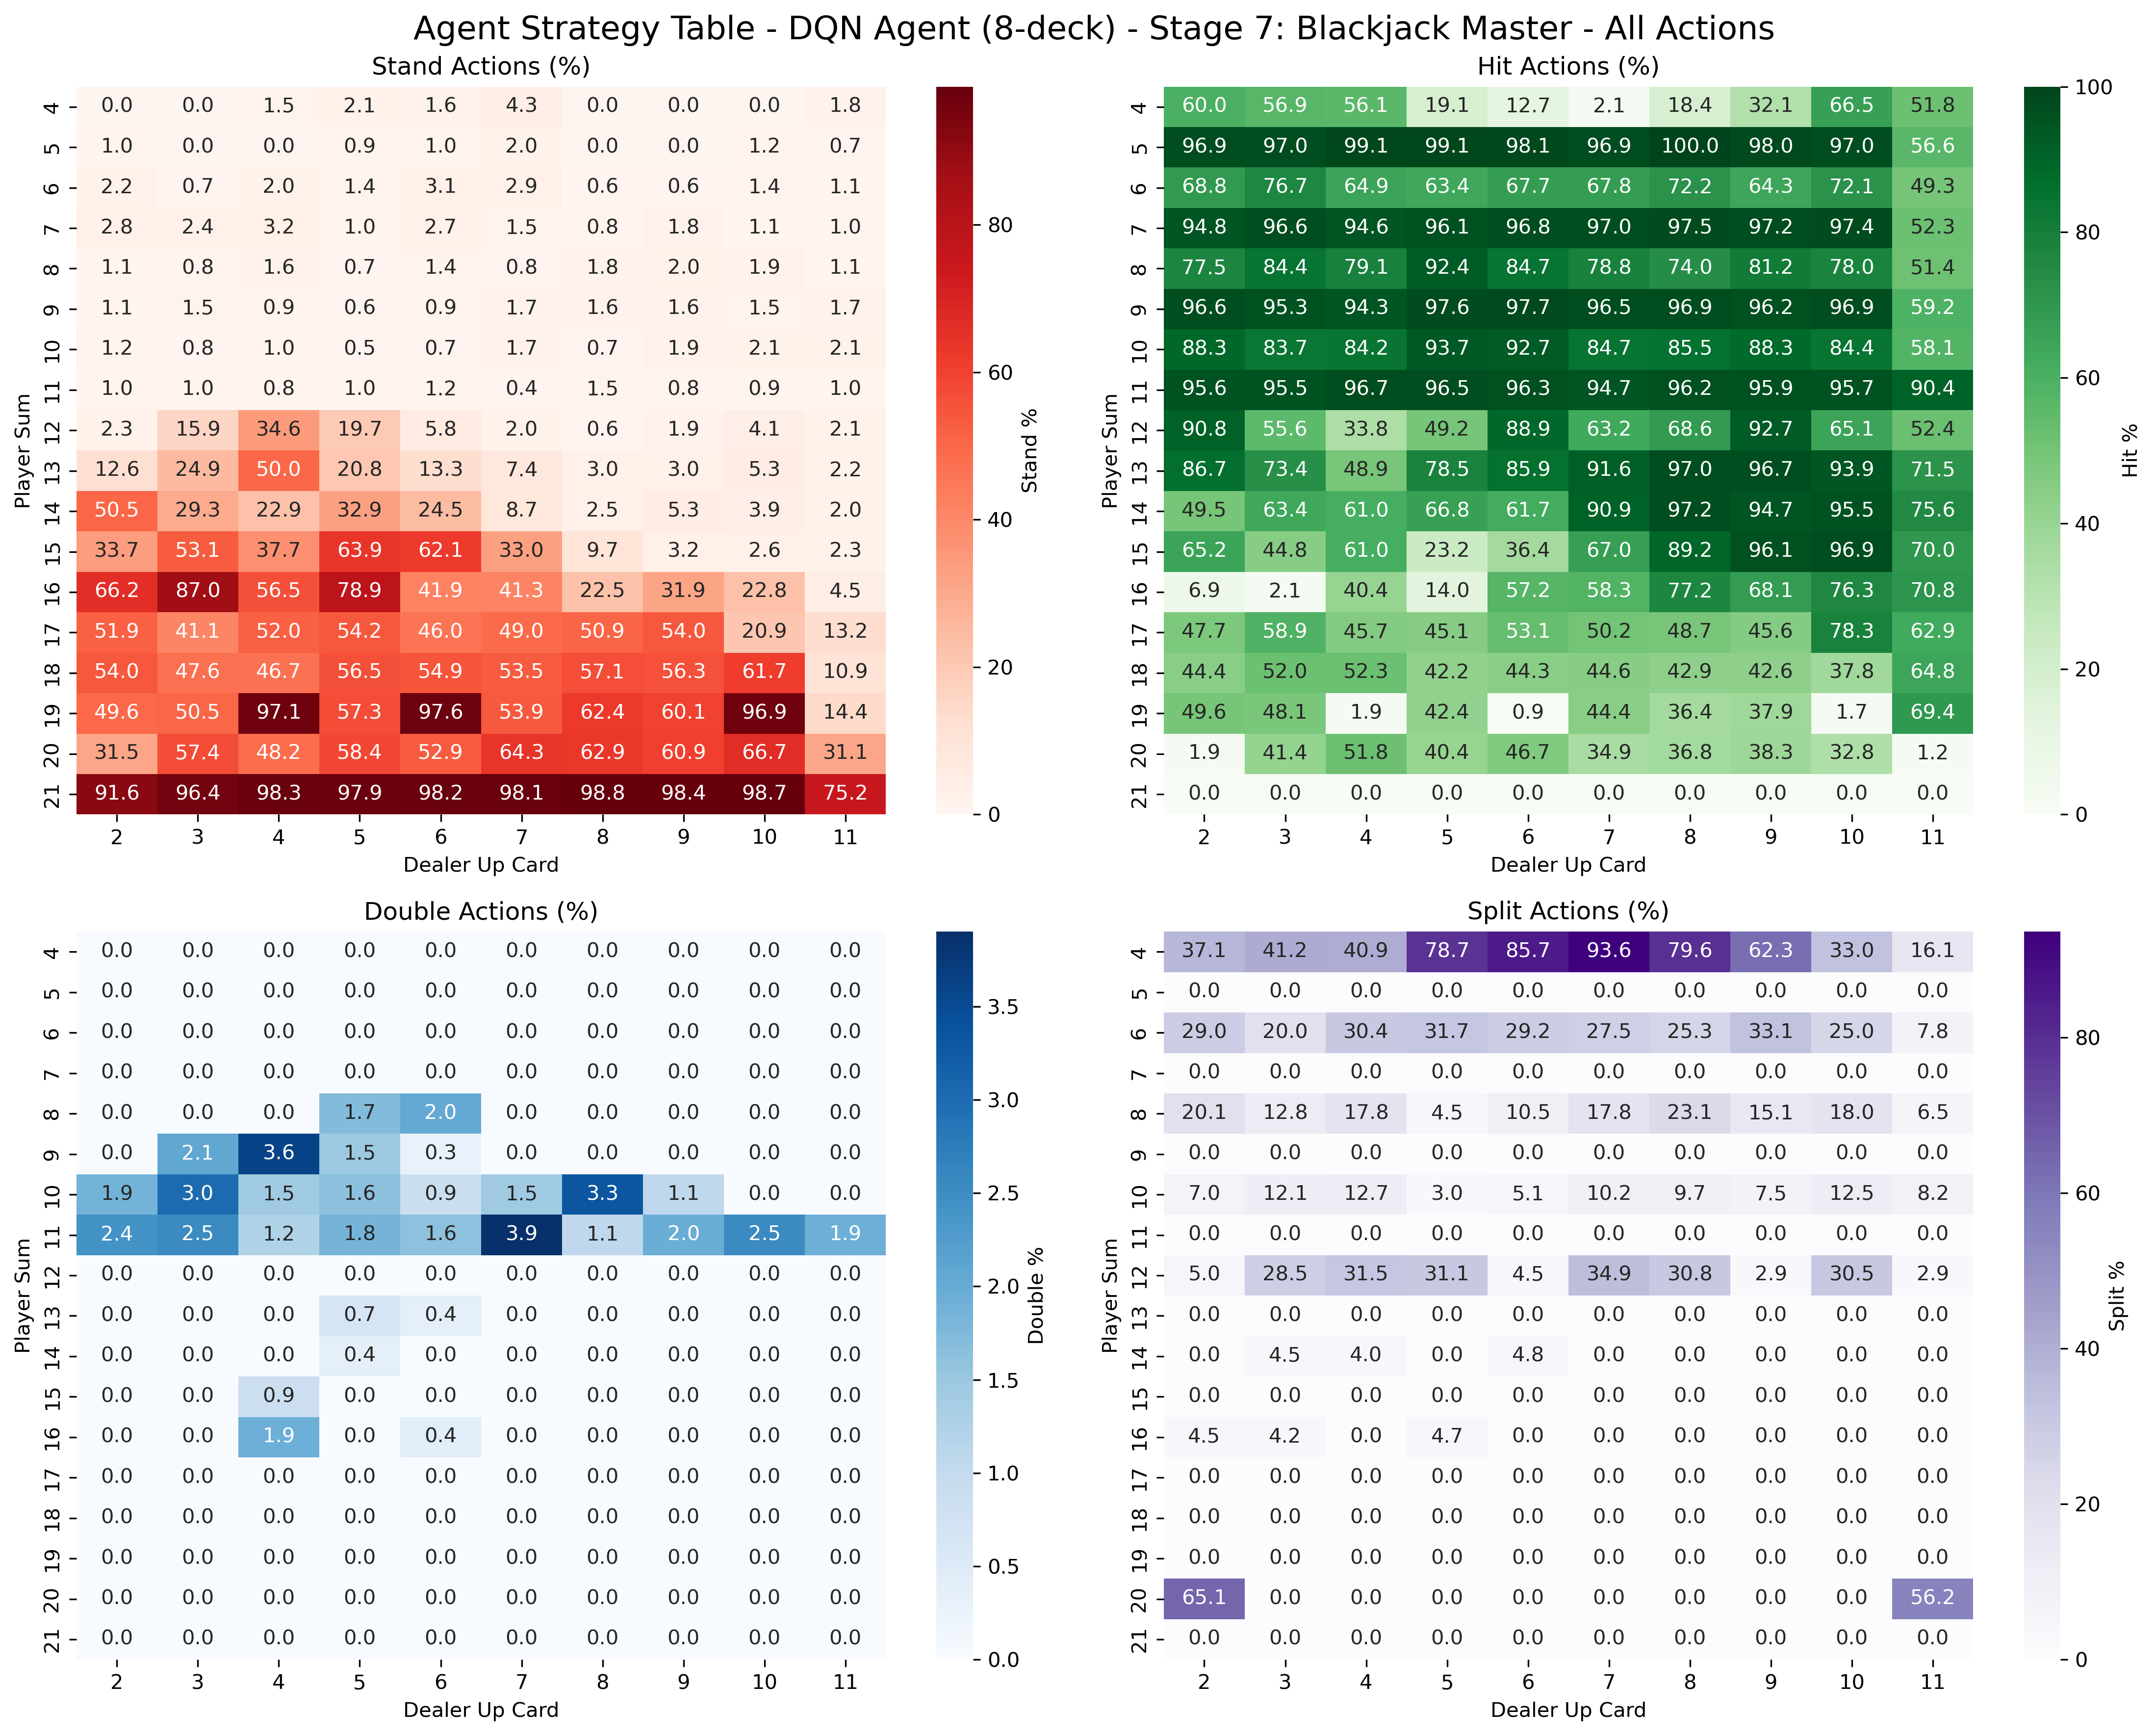 Agent Strategy Table - DQN Agent (8-deck) - Stage 7: Blackjack Master - All Actions
Stand Actions (%)
4 0.0 0.0 1.5 2.1 1.6 4.3 0.0 0.0 0.0 1.8
5 1.0 0.0 0.0 0.9 1.0 2.0 0.0 0.0 1.2 0.7
6 2.2 0.7 2.0 1.4 3.1 2.9 0.6 0.6 1.4 1.1
7 2.8 2.4 3.2 1.0 2.7 1.5 0.8 1.8 1.1 1.0
8 1.1 0.8 1.6 0.7 1.4 0.8 1.8 2.0 1.9 1.1
9 1.1 1.5 0.9 0.6 0.9 1.7 1.6 1.6 1.5 1.7
10 1.2 0.8 1.0 0.5 0.7 1.7 0.7 1.9 2.1 2.1
11 1.0 1.0 0.8 1.0 1.2 0.4 1.5 0.8 0.9 1.0
12 2.3 15.9 34.6 19.7 5.8 2.0 0.6 1.9 4.1 2.1
13 12.6 24.9 50.0 20.8 13.3 7.4 3.0 3.0 5.3 2.2
14 50.5 29.3 22.9 32.9 24.5 8.7 2.5 5.3 3.9 2.0
15 33.7 53.1 37.7 63.9 62.1 33.0 9.7 3.2 2.6 2.3
16 66.2 87.0 56.5 78.9 41.9 41.3 22.5 31.9 22.8 4.5
17 51.9 41.1 52.0 54.2 46.0 49.0 50.9 54.0 20.9 13.2
18 54.0 47.6 46.7 56.5 54.9 53.5 57.1 56.3 61.7 10.9
19 49.6 50.5 97.1 57.3 97.6 53.9 62.4 60.1 96.9 14.4
20 31.5 57.4 48.2 58.4 52.9 64.3 62.9 60.9 66.7 31.1
21 91.6 96.4 98.3 97.9 98.2 98.1 98.8 98.4 98.7 75.2
2 3 4 5 6 7 8 9 10 11
Dealer Up Card
Player Sum
80
60
40
20
0
Stand %
Hit Actions (%)
4 60.0 56.9 56.1 19.1 12.7 2.1 18.4 32.1 66.5 51.8
5 96.9 97.0 99.1 99.1 98.1 96.9 100.0 98.0 97.0 56.6
6 68.8 76.7 64.9 63.4 67.7 67.8 72.2 64.3 72.1 49.3
7 94.8 96.6 94.6 96.1 96.8 97.0 97.5 97.2 97.4 52.3
8 77.5 84.4 79.1 92.4 84.7 78.8 74.0 81.2 78.0 51.4
9 96.6 95.3 94.3 97.6 97.7 96.5 96.9 96.2 96.9 59.2
10 88.3 83.7 84.2 93.7 92.7 84.7 85.5 88.3 84.4 58.1
11 95.6 95.5 96.7 96.5 96.3 94.7 96.2 95.9 95.7 90.4
12 90.8 55.6 33.8 49.2 88.9 63.2 68.6 92.7 65.1 52.4
13 86.7 73.4 48.9 78.5 85.9 91.6 97.0 96.7 93.9 71.5
14 49.5 63.4 61.0 66.8 61.7 90.9 97.2 94.7 95.5 75.6
15 65.2 44.8 61.0 23.2 36.4 67.0 89.2 96.1 96.9 70.0
16 6.9 2.1 40.4 14.0 57.2 58.3 77.2 68.1 76.3 70.8
17 47.7 58.9 45.7 45.1 53.1 50.2 48.7 45.6 78.3 62.9
18 44.4 52.0 52.3 42.2 44.3 44.6 42.9 42.6 37.8 64.8
19 49.6 48.1 1.9 42.4 0.9 44.4 36.4 37.9 1.7 69.4
20 1.9 41.4 51.8 40.4 46.7 34.9 36.8 38.3 32.8 1.2
21 0.0 0.0 0.0 0.0 0.0 0.0 0.0 0.0 0.0 0.0
2 3 4 5 6 7 8 9 10 11
Dealer Up Card
Player Sum
100
80
60
40
20
0
Hit %
Double Actions (%)
4 0.0 0.0 0.0 0.0 0.0 0.0 0.0 0.0 0.0 0.0
5 0.0 0.0 0.0 0.0 0.0 0.0 0.0 0.0 0.0 0.0
6 0.0 0.0 0.0 0.0 0.0 0.0 0.0 0.0 0.0 0.0
7 0.0 0.0 0.0 0.0 0.0 0.0 0.0 0.0 0.0 0.0
8 0.0 0.0 0.0 1.7 2.0 0.0 0.0 0.0 0.0 0.0
9 0.0 2.1 3.6 1.5 0.3 0.0 0.0 0.0 0.0 0.0
10 1.9 3.0 1.5 1.6 0.9 1.5 3.3 1.1 0.0 0.0
11 2.4 2.5 1.2 1.8 1.6 3.9 1.1 2.0 2.5 1.9
12 0.0 0.0 0.0 0.0 0.0 0.0 0.0 0.0 0.0 0.0
13 0.0 0.0 0.0 0.7 0.4 0.0 0.0 0.0 0.0 0.0
14 0.0 0.0 0.0 0.4 0.0 0.0 0.0 0.0 0.0 0.0
15 0.0 0.0 0.9 0.0 0.0 0.0 0.0 0.0 0.0 0.0
16 0.0 0.0 1.9 0.0 0.4 0.0 0.0 0.0 0.0 0.0
17 0.0 0.0 0.0 0.0 0.0 0.0 0.0 0.0 0.0 0.0
18 0.0 0.0 0.0 0.0 0.0 0.0 0.0 0.0 0.0 0.0
19 0.0 0.0 0.0 0.0 0.0 0.0 0.0 0.0 0.0 0.0
20 0.0 0.0 0.0 0.0 0.0 0.0 0.0 0.0 0.0 0.0
21 0.0 0.0 0.0 0.0 0.0 0.0 0.0 0.0 0.0 0.0
2 3 4 5 6 7 8 9 10 11
Dealer Up Card
Player Sum
3.5
3.0
2.5
2.0
1.5
1.0
0.5
0.0
Double %
Split Actions (%)
4 37.1 41.2 40.9 78.7 85.7 93.6 79.6 62.3 33.0 16.1
5 0.0 0.0 0.0 0.0 0.0 0.0 0.0 0.0 0.0 0.0
6 29.0 20.0 30.4 31.7 29.2 27.5 25.3 33.1 25.0 7.8
7 0.0 0.0 0.0 0.0 0.0 0.0 0.0 0.0 0.0 0.0
8 20.1 12.8 17.8 4.5 10.5 17.8 23.1 15.1 18.0 6.5
9 0.0 0.0 0.0 0.0 0.0 0.0 0.0 0.0 0.0 0.0
10 7.0 12.1 12.7 3.0 5.1 10.2 9.7 7.5 12.5 8.2
11 0.0 0.0 0.0 0.0 0.0 0.0 0.0 0.0 0.0 0.0
12 5.0 28.5 31.5 31.1 4.5 34.9 30.8 2.9 30.5 2.9
13 0.0 0.0 0.0 0.0 0.0 0.0 0.0 0.0 0.0 0.0
14 0.0 4.5 4.0 0.0 4.8 0.0 0.0 0.0 0.0 0.0
15 0.0 0.0 0.0 0.0 0.0 0.0 0.0 0.0 0.0 0.0
16 4.5 4.2 0.0 4.7 0.0 0.0 0.0 0.0 0.0 0.0
17 0.0 0.0 0.0 0.0 0.0 0.0 0.0 0.0 0.0 0.0
18 0.0 0.0 0.0 0.0 0.0 0.0 0.0 0.0 0.0 0.0
19 0.0 0.0 0.0 0.0 0.0 0.0 0.0 0.0 0.0 0.0
20 65.1 0.0 0.0 0.0 0.0 0.0 0.0 0.0 0.0 56.2
21 0.0 0.0 0.0 0.0 0.0 0.0 0.0 0.0 0.0 0.0
2 3 4 5 6 7 8 9 10 11
Dealer Up Card
Player Sum
80
60
40
20
0
Split %